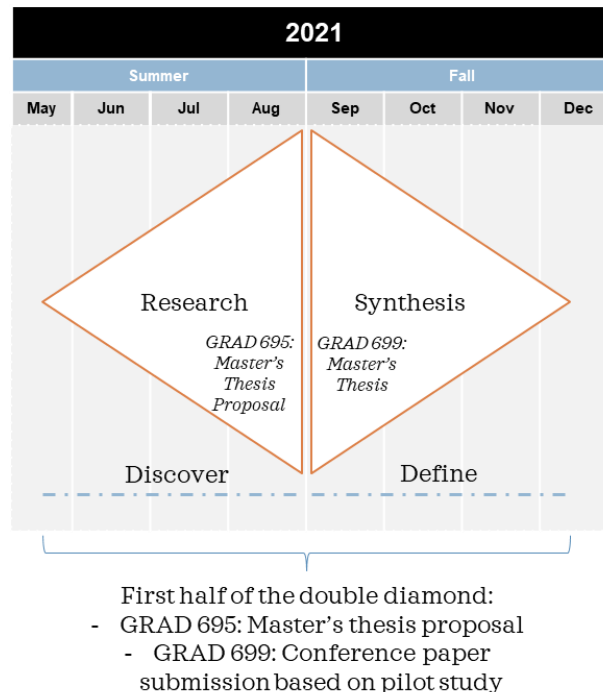 2021
Summer Fall
May Jun Jul Aug Sep Oct Nov Dec
Research Synthesis
GRAD 695:
Master's
Thesis
Proposal
GRAD 699:
Master's
Thesis
Discover Define
First half of the double diamond:
- GRAD 695: Master's thesis proposal
- GRAD 699: Conference paper
submission based on pilot study